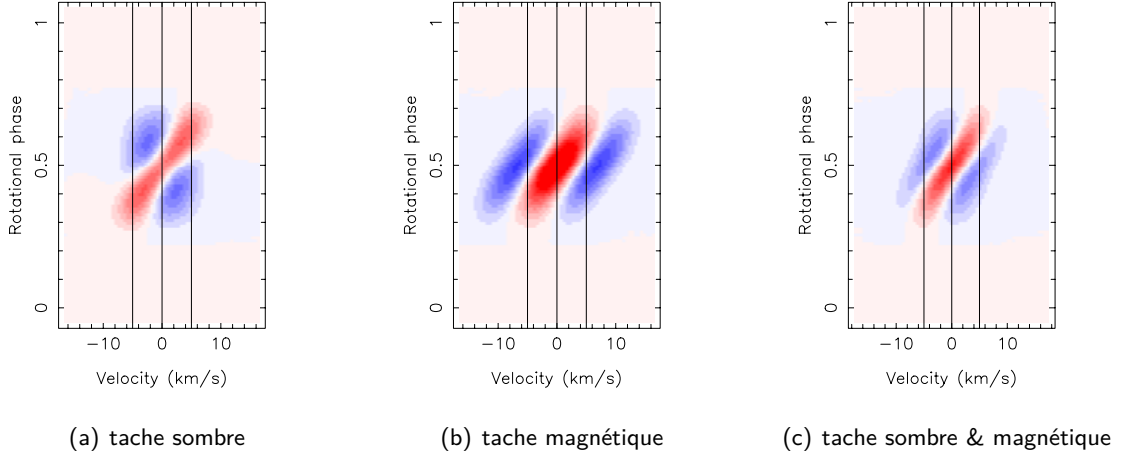 1
0.5
0
Rotational phase
−10 0 10
Velocity (km/s)
(a) tache sombre
1
0.5
0
Rotational phase
−10 0 10
Velocity (km/s)
(b) tache magnétique
1
0.5
0
Rotational phase
−10 0 10
Velocity (km/s)
(c) tache sombre & magnétique